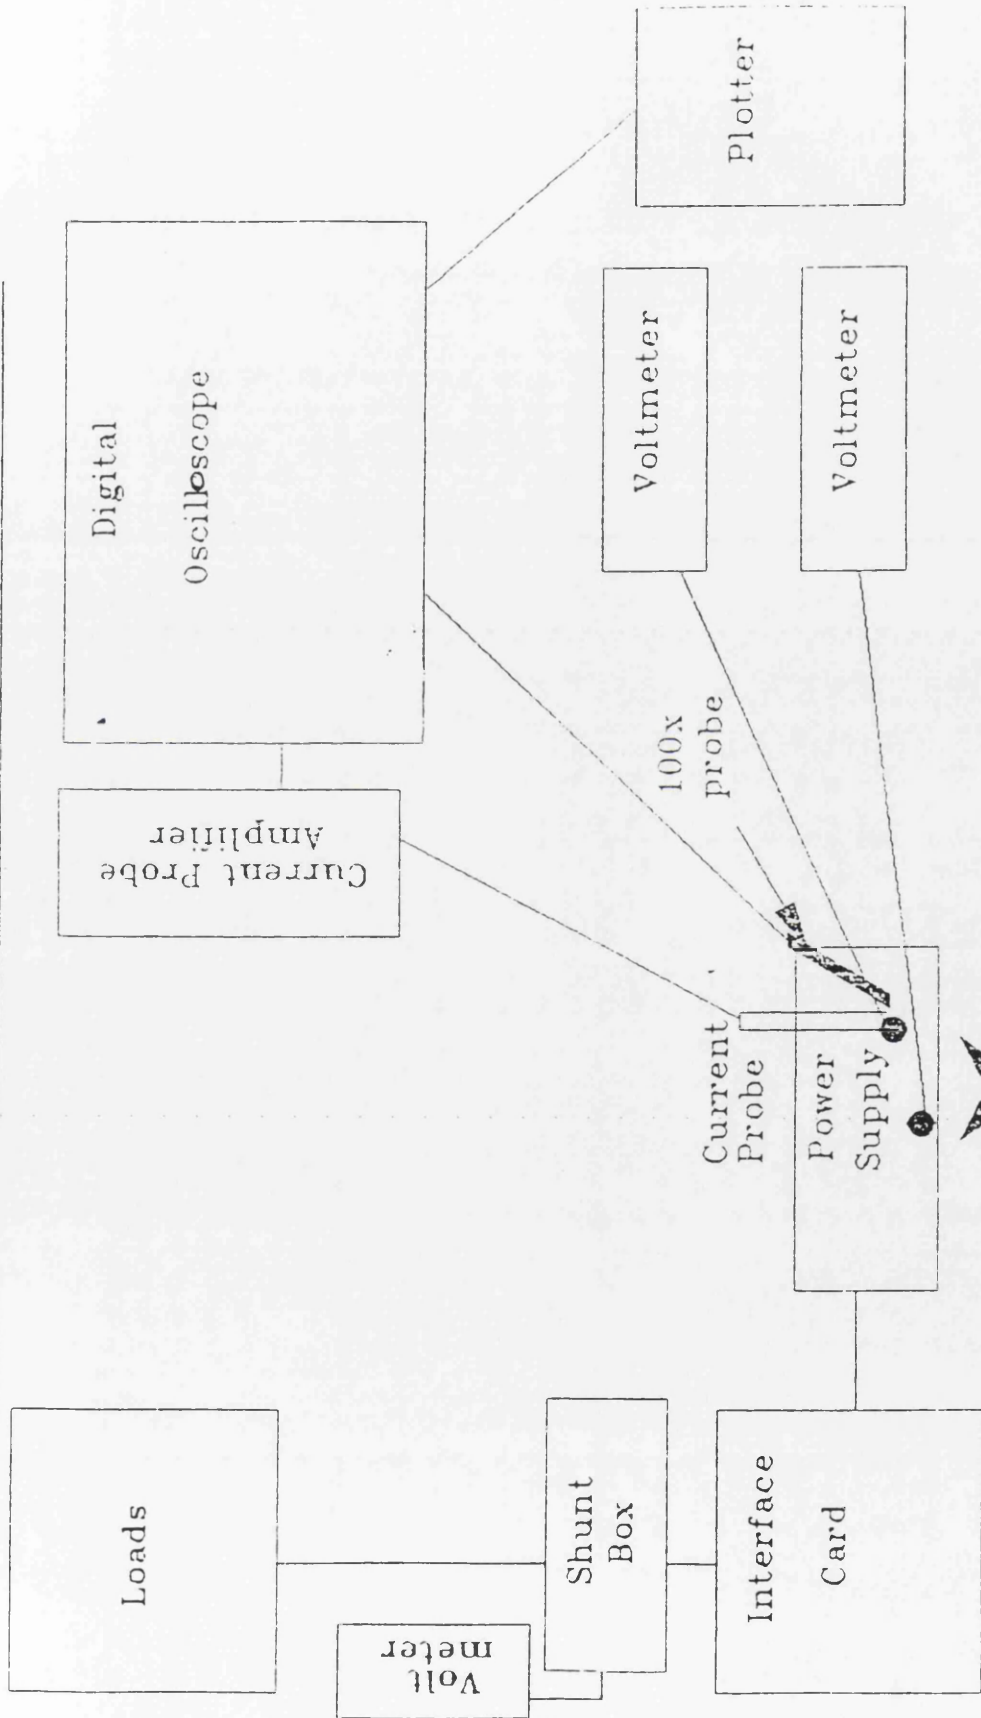 Loads
Volt
meter
Shunt
Box
Interface
Card
Current Probe
Amplifier
Digital
Oscilloscope
Current
Probe
100x
probe
Power
Supply
Voltmeter
Voltmeter
Plotter